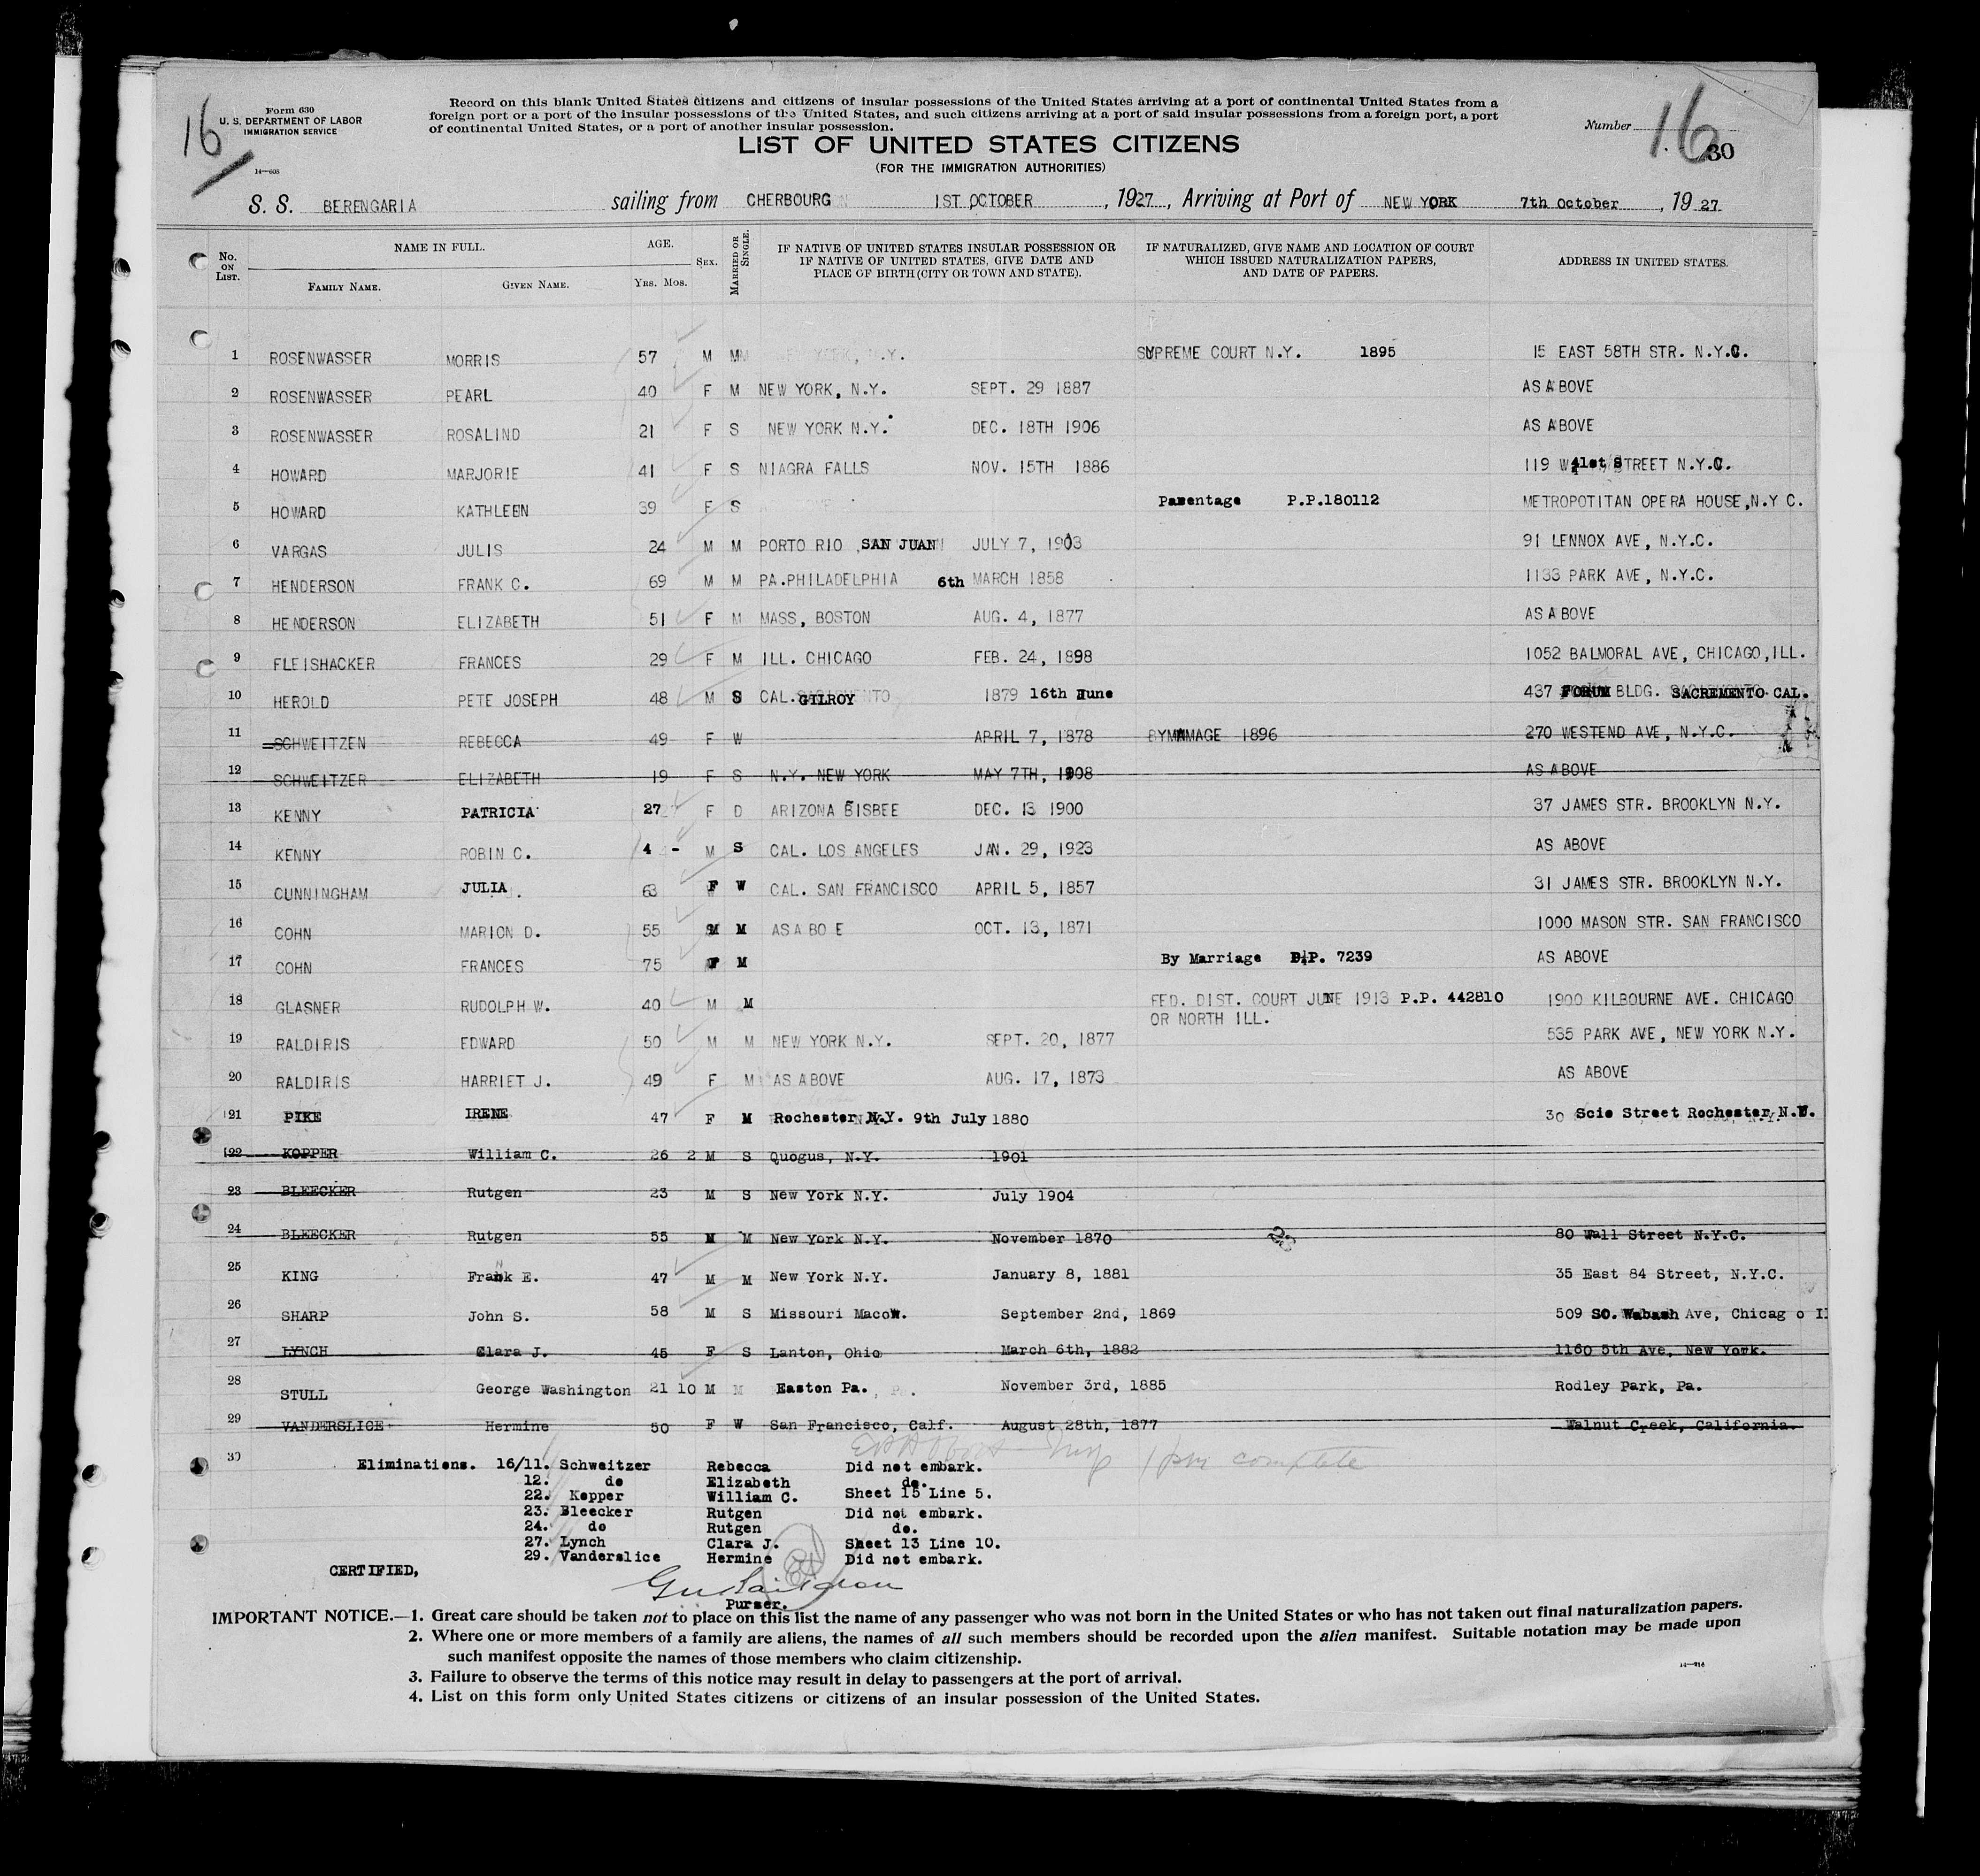 16
Form 630
U. S. DEPARTMENT OF LABOR
IMMIGRATION SERVICE
14—608
Record on this blank United States citizens and citizens of insular possessions of the United States arriving at a port of continental United States from a
foreign port or a port of the insular possessions of the United States, and such citizens arriving at a port of said insular possessions from a foreign port, a port
of continental United States, or a port of another insular possession.
Number 16 30
LIST OF UNITED STATES CITIZENS
(FOR THE IMMIGRATION AUTHORITIES)
S. S. BERENGARIA sailing from CHERBOURG 1ST OCTOBER, 1927, Arriving at Port of NEW YORK 7th October, 1927
No. ON LIST. NAME IN FULL. FAMILY NAME. GIVEN NAME. AGE. YRS. MOS. SEX. MARRIED OR SINGLE. IF NATIVE OF UNITED STATES INSULAR POSSESSION OR IF NATIVE OF UNITED STATES, GIVE DATE AND PLACE OF BIRTH (CITY OR TOWN AND STATE). IF NATURALIZED, GIVE NAME AND LOCATION OF COURT WHICH ISSUED NATURALIZATION PAPERS, AND DATE OF PAPERS. ADDRESS IN UNITED STATES.
1 ROSENWASSER MORRIS 57 M M SUPREME COURT N.Y. 1895 15 EAST 58TH STR. N.Y.C.
2 ROSENWASSER PEARL 40 F M NEW YORK, N.Y. SEPT. 29 1887 AS ABOVE
3 ROSENWASSER ROSALIND 21 F S NEW YORK N.Y. DEC. 18TH 1906 AS ABOVE
4 HOWARD MARJORIE 41 F S NIAGRA FALLS NOV. 15TH 1886 119 W 41st STREET N.Y.C.
5 HOWARD KATHLEEN 39 F S Parentage P.P.180112 METROPOTITAN OPERA HOUSE,N.Y C.
6 VARGAS JULIS 24 M M PORTO RIO SAN JUAN JULY 7, 1903 91 LENNOX AVE, N.Y.C.
7 HENDERSON FRANK C. 69 M M PA.PHILADELPHIA 6th MARCH 1858 1133 PARK AVE, N.Y.C.
8 HENDERSON ELIZABETH 51 F M MASS, BOSTON AUG. 4, 1877 AS ABOVE
9 FLEISHACKER FRANCES 29 F M ILL. CHICAGO FEB. 24, 1898 1052 BALMORAL AVE, CHICAGO,ILL.
10 HEROLD PETE JOSEPH 48 M S CAL. GILROY 1879 16th June 437 FORUM BLDG. SACREMENTO CAL.
11 SCHWEITZEN REBECCA 49 F W APRIL 7, 1878 BYMAMAGE 1896 270 WESTEND AVE, N.Y.C.
12 SCHWEITZER ELIZABETH 19 F S N.Y. NEW YORK MAY 7TH, 1908 AS ABOVE
13 KENNY PATRICIA 27 F D ARIZONA BISBEE DEC. 13 1900 37 JAMES STR. BROOKLYN N.Y.
14 KENNY ROBIN C. 4 - M S CAL. LOS ANGELES JAN. 29, 1923 AS ABOVE
15 CUNNINGHAM JULIA 63 F W CAL. SAN FRANCISCO APRIL 5, 1857 31 JAMES STR. BROOKLYN N.Y.
16 COHN MARION D. 55 M M AS A BO E OCT. 13, 1871 1000 MASON STR. SAN FRANCISCO
17 COHN FRANCES 75 F M By Marriage D.P. 7239 AS ABOVE
18 GLASNER RUDOLPH W. 40 M M FED. DIST. COURT JUNE 1913 P.P. 442810 1900 KILBOURNE AVE. CHICAGO
OR NORTH ILL.
19 RALDIRIS EDWARD 50 M M NEW YORK N.Y. SEPT. 20, 1877 535 PARK AVE, NEW YORK N.Y.
20 RALDIRIS HARRIET J. 49 F M AS ABOVE AUG. 17, 1873 AS ABOVE
21 PIKE IRENE 47 F M Rochester N.Y. 9th July 1880 30 Scio Street Rochester N.Y.
22 KOPPER William C. 26 2 M S Quogus, N.Y. 1901
23 BLEECKER Rutgen 23 M S New York N.Y. July 1904
24 BLEECKER Rutgen 55 M M New York N.Y. November 1870 80 Wall Street N.Y.C.
25 KING Frank E. 47 M M New York N.Y. January 8, 1881 35 East 84 Street, N.Y.C.
26 SHARP John S. 58 M S Missouri Macon. September 2nd, 1869 509 SO. Wabash Ave, Chicag o Il
27 LYNCH Clara J. 45 F S Lanton, Ohio March 6th, 1882 1160 5th Ave, New York.
28 STULL George Washington 21 10 M M Easton Pa. November 3rd, 1885 Rodley Park, Pa.
29 VANDERSLICE Hermine 50 F W San Francisco, Calf. August 28th, 1877 Walnut Creek, California.
30
Eliminations. 16/11. Schweitzer Rebecca Did not embark.
12. do Elizabeth do.
22. Kopper William C. Sheet 15 Line 5.
23. Bleecker Rutgen Did not embark.
24. do Rutgen do.
27. Lynch Clara J. Sheet 13 Line 10.
29. Vanderslice Hermine Did not embark.
CERTIFIED,
Purser.
IMPORTANT NOTICE.—1. Great care should be taken not to place on this list the name of any passenger who was not born in the United States or who has not taken out final naturalization papers.
2. Where one or more members of a family are aliens, the names of all such members should be recorded upon the alien manifest. Suitable notation may be made upon
such manifest opposite the names of those members who claim citizenship.
3. Failure to observe the terms of this notice may result in delay to passengers at the port of arrival.
4. List on this form only United States citizens or citizens of an insular possession of the United States.